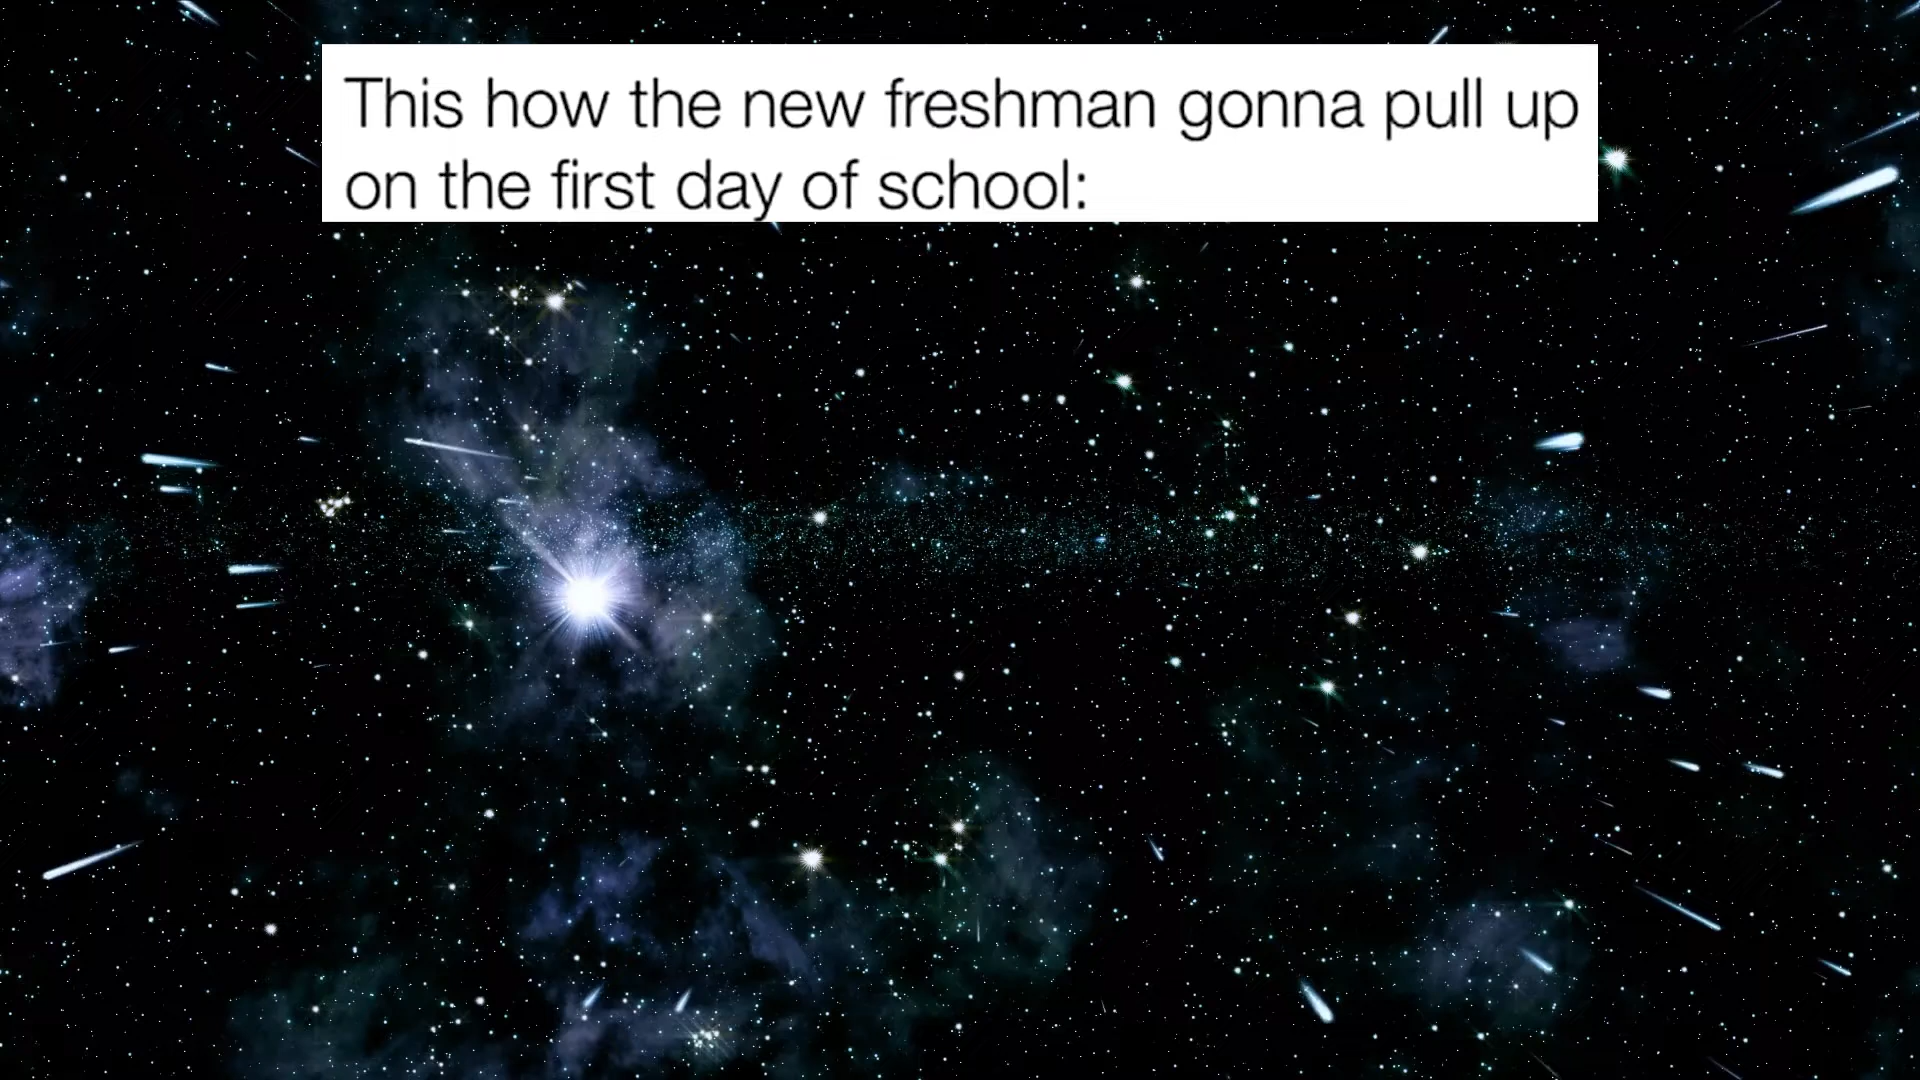 This how the new freshman gonna pull up
on the first day of school: